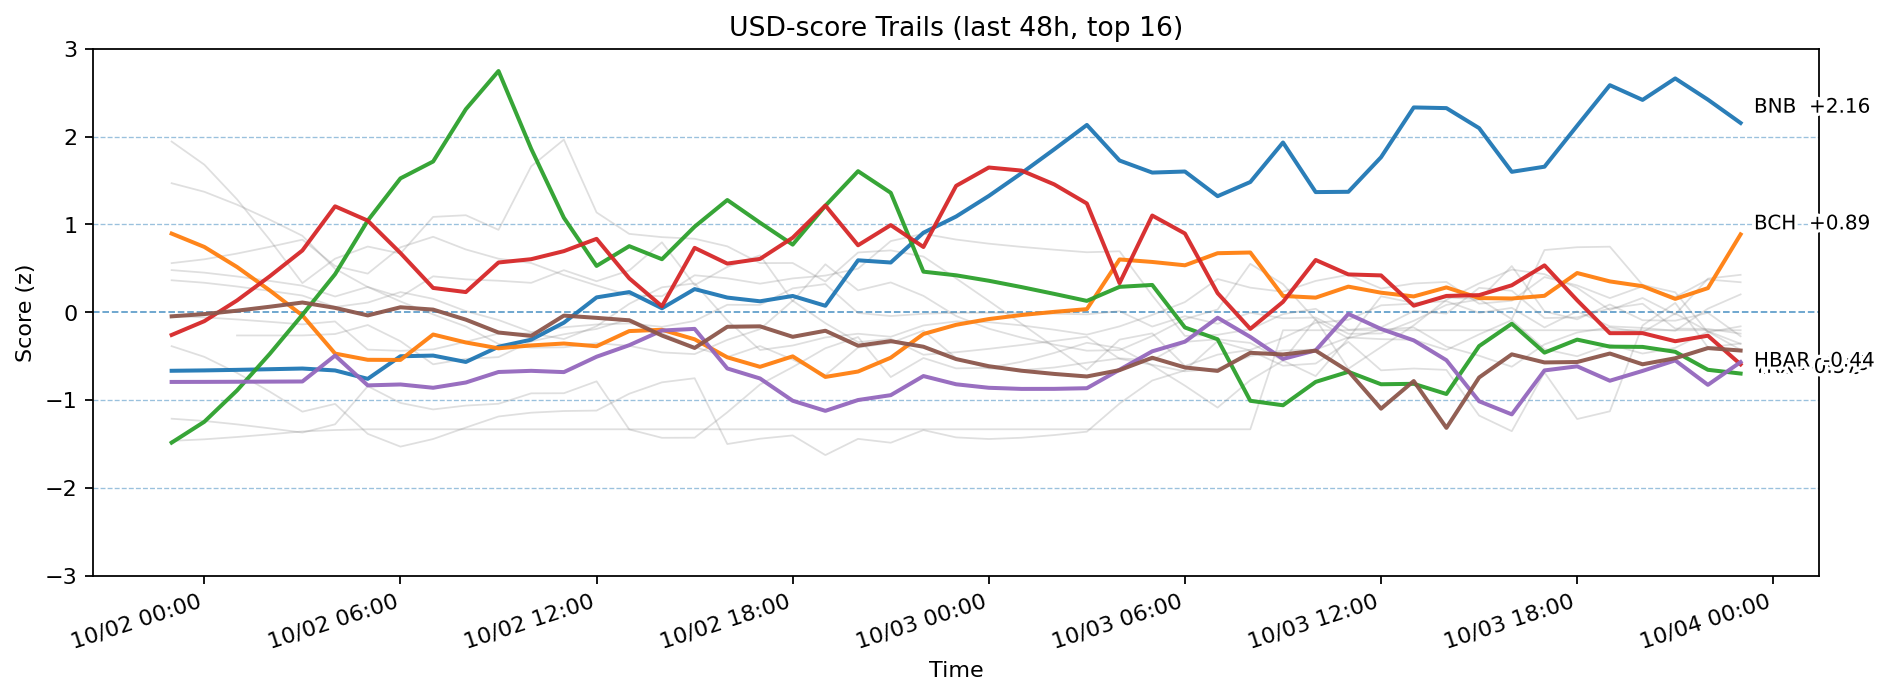 USD-score Trails (last 48h, top 16)
Score (z)
3
2
1
0
−1
−2
−3
BNB +2.16
BCH +0.89
HBAR -0.44
10/02 00:00
10/02 06:00
10/02 12:00
10/02 18:00
10/03 00:00
10/03 06:00
10/03 12:00
10/03 18:00
10/04 00:00
Time